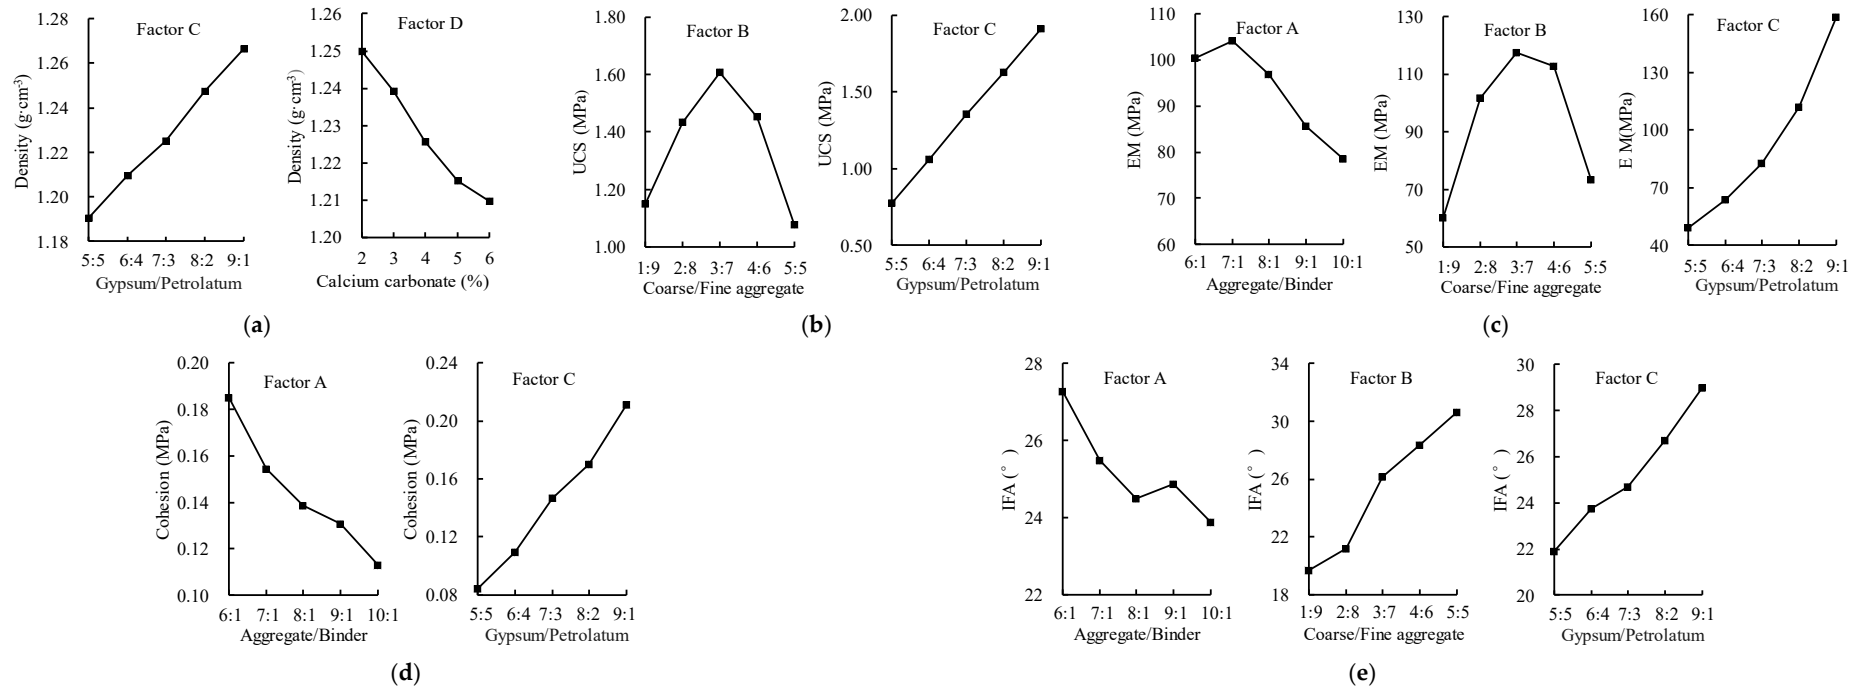 Factor C
Density (g·cm³)
1.28
1.26
1.24
1.22
1.20
1.18
5:5 6:4 7:3 8:2 9:1
Gypsum/Petrolatum
Factor D
Density (g·cm³)
1.26
1.25
1.24
1.23
1.22
1.21
1.20
2 3 4 5 6
Calcium carbonate (%)
(a)
Factor B
UCS (MPa)
1.80
1.60
1.40
1.20
1.00
1:9 2:8 3:7 4:6 5:5
Coarse/Fine aggregate
Factor C
UCS (MPa)
2.00
1.50
1.00
0.50
5:5 6:4 7:3 8:2 9:1
Gypsum/Petrolatum
(b)
Factor A
EM (MPa)
110
100
90
80
70
60
6:1 7:1 8:1 9:1 10:1
Aggregate/Binder
Factor B
EM (MPa)
130
110
90
70
50
1:9 2:8 3:7 4:6 5:5
Coarse/Fine aggregate
Factor C
E M(MPa)
160
130
100
70
40
5:5 6:4 7:3 8:2 9:1
Gypsum/Petrolatum
(c)
Factor A
Cohesion (MPa)
0.20
0.18
0.16
0.14
0.12
0.10
6:1 7:1 8:1 9:1 10:1
Aggregate/Binder
Factor C
Cohesion (MPa)
0.24
0.20
0.16
0.12
0.08
5:5 6:4 7:3 8:2 9:1
Gypsum/Petrolatum
(d)
Factor A
IFA (°)
28
26
24
22
6:1 7:1 8:1 9:1 10:1
Aggregate/Binder
Factor B
IFA (°)
34
30
26
22
18
1:9 2:8 3:7 4:6 5:5
Coarse/Fine aggregate
Factor C
IFA (°)
30
28
26
24
22
20
5:5 6:4 7:3 8:2 9:1
Gypsum/Petrolatum
(e)